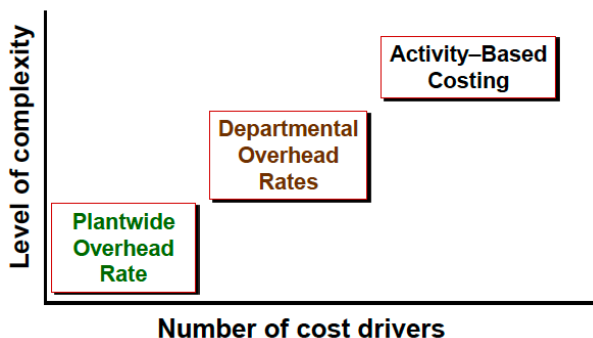 Level of complexity
Activity–Based
Costing
Departmental
Overhead
Rates
Plantwide
Overhead
Rate
Number of cost drivers